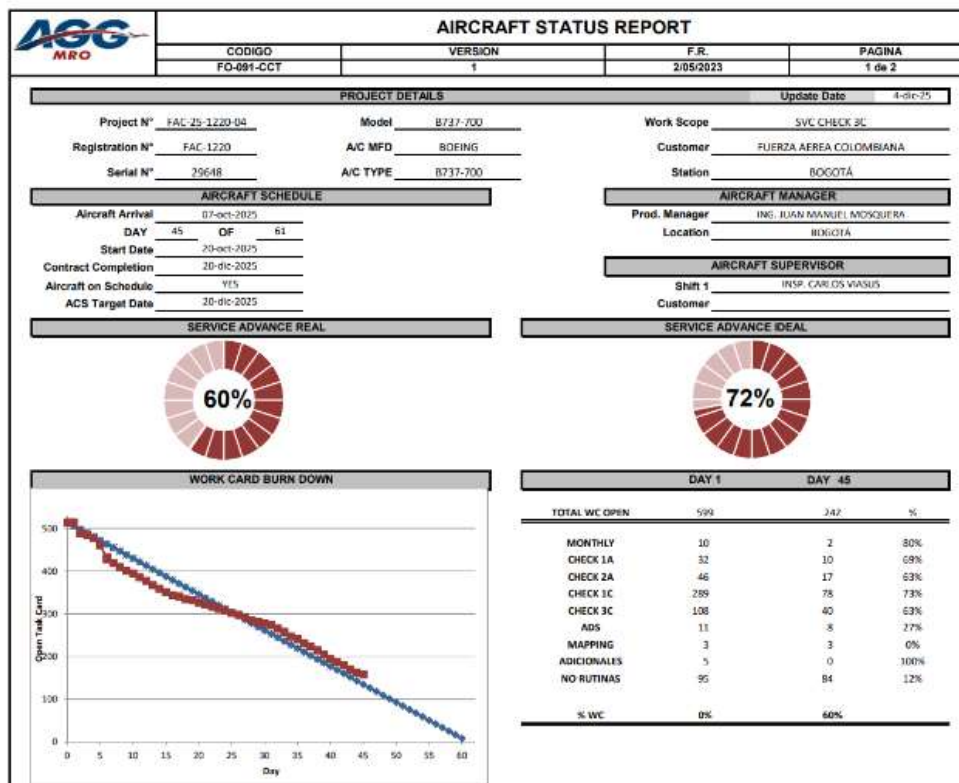 AGG
MRO
AIRCRAFT STATUS REPORT
CODIGO VERSION F.R. PAGINA
FO-091-CCT 1 2/05/2023 1 de 2
PROJECT DETAILS Update Date 4-dic-25
Project N° FAC-25-1220-04 Model B737-700 Work Scope SVC CHECK 3C
Registration N° FAC-1220 A/C MFD BOEING Customer FUERZA AEREA COLOMBIANA
Serial N° 29648 A/C TYPE B737-700 Station BOGOTÁ
AIRCRAFT SCHEDULE AIRCRAFT MANAGER
Aircraft Arrival 07-oct-2025 Prod. Manager ING. JUAN MANUEL MOSQUERA
DAY 45 OF 61 Location BOGOTÁ
Start Date 20-oct-2025
Contract Completion 20-dic-2025 AIRCRAFT SUPERVISOR
Aircraft on Schedule YES Shift 1 INSP. CARLOS VIASUS
ACS Target Date 20-dic-2025 Customer
SERVICE ADVANCE REAL SERVICE ADVANCE IDEAL
60% 72%
WORK CARD BURN DOWN DAY 1 DAY 45
TOTAL WC OPEN 599 242 %
MONTHLY 10 2 80%
CHECK 1A 32 10 69%
CHECK 2A 46 17 63%
CHECK 1C 289 78 73%
CHECK 3C 108 40 63%
ADS 11 8 27%
MAPPING 3 3 0%
ADICIONALES 5 0 100%
NO RUTINAS 95 84 12%
% WC 0% 60%
Open Task Card
500
400
300
200
100
0
0 5 10 15 20 25 30 35 40 45 50 55 60
Day